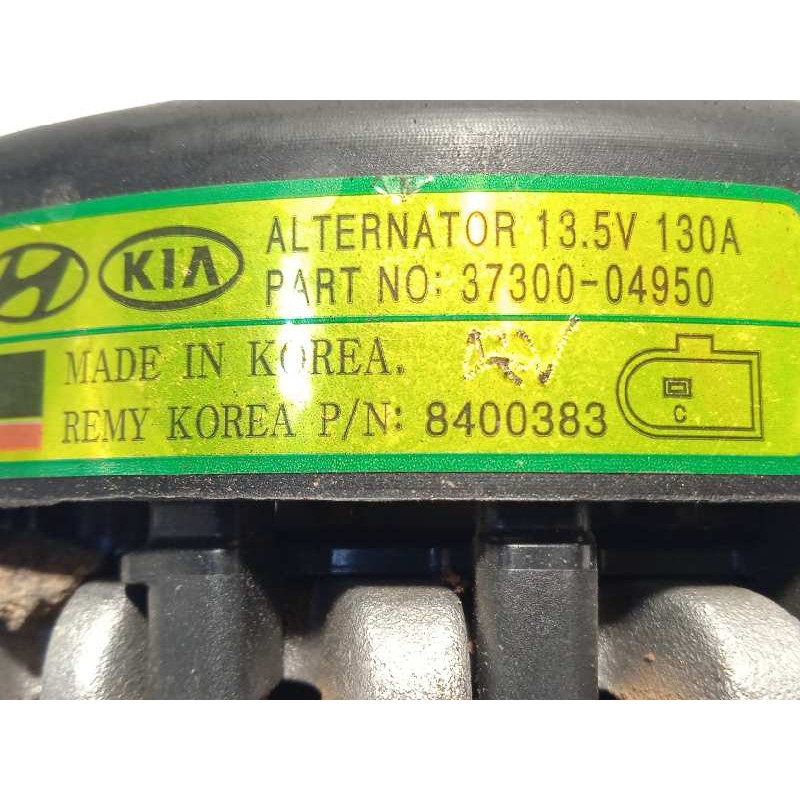 KIA ALTERNATOR 13.5V 130A
PART NO: 37300-04950
MADE IN KOREA.
REMY KOREA P/N: 8400383
C